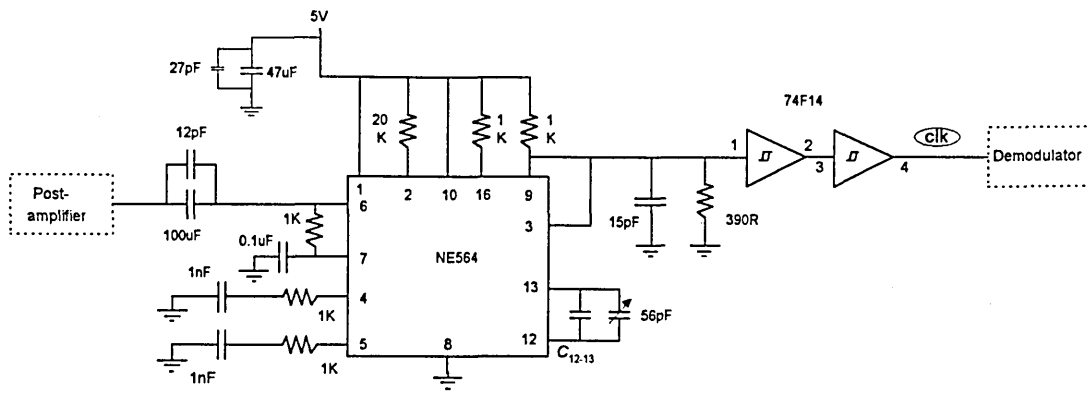 5V
27pF
47uF
74F14
20
K
1
K
1
K
12pF
clk
1
2
3
4
Demodulator
Post-
amplifier
1
2
10
16
9
6
1K
100uF
3
15pF
390R
0.1uF
7
NE564
1nF
13
4
1K
56pF
12
C12-13
5
8
1K
1nF